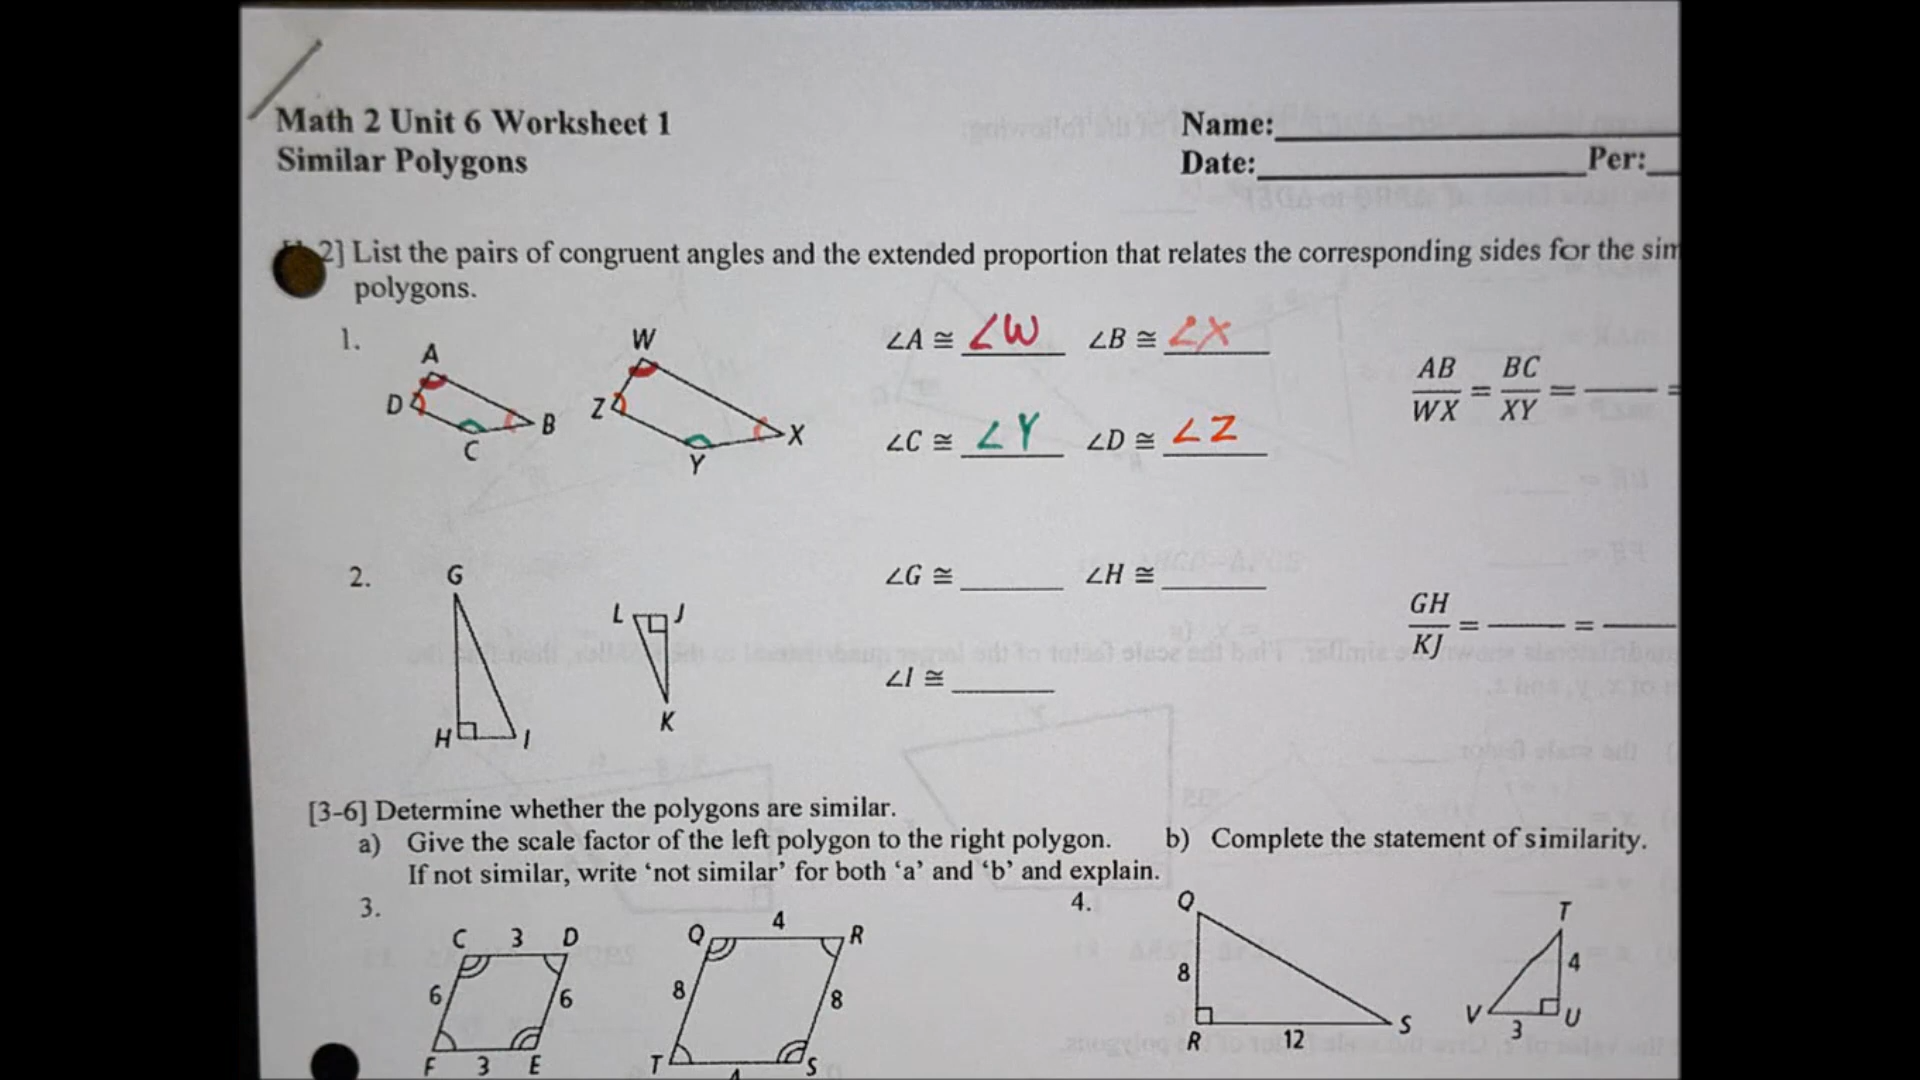 Math 2 Unit 6 Worksheet 1
Similar Polygons
Name:
Date: Per:
2] List the pairs of congruent angles and the extended proportion that relates the corresponding sides for the sim
polygons.
1.
A
D
B
C
W
Z
X
Y
∠A ≅ ∠W ∠B ≅ ∠X
∠C ≅ ∠Y ∠D ≅ ∠Z
AB BC
= = =
WX XY
2.
G
H I
L J
K
∠G ≅ ∠H ≅
∠I ≅
GH
= =
KJ
[3-6] Determine whether the polygons are similar.
a) Give the scale factor of the left polygon to the right polygon. b) Complete the statement of similarity.
If not similar, write ‘not similar’ for both ‘a’ and ‘b’ and explain.
3.
C 3 D
6 6
F 3 E
4
Q R
8 8
T S
4.
Q
8
R 12 S
T
4
V 3 U